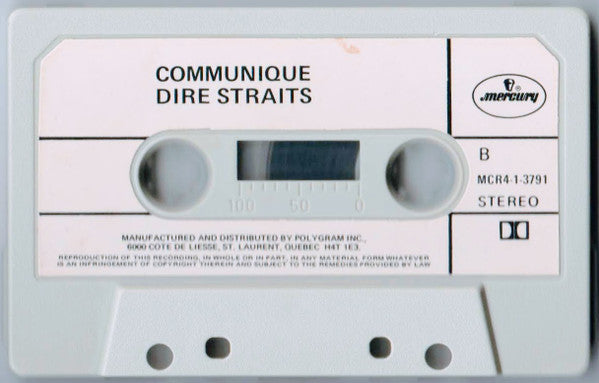 COMMUNIQUE
DIRE STRAITS
mercury
B
MCR4-1-3791
STEREO
100 50 0
MANUFACTURED AND DISTRIBUTED BY POLYGRAM INC.,
6000 COTE DE LIESSE, ST. LAURENT, QUEBEC H4T 1E3.
REPRODUCTION OF THIS RECORDING, IN WHOLE OR IN PART, IN ANY MATERIAL FORM WHATEVER
IS AN INFRINGEMENT OF COPYRIGHT THEREIN AND SUBJECT TO THE REMEDIES PROVIDED BY LAW